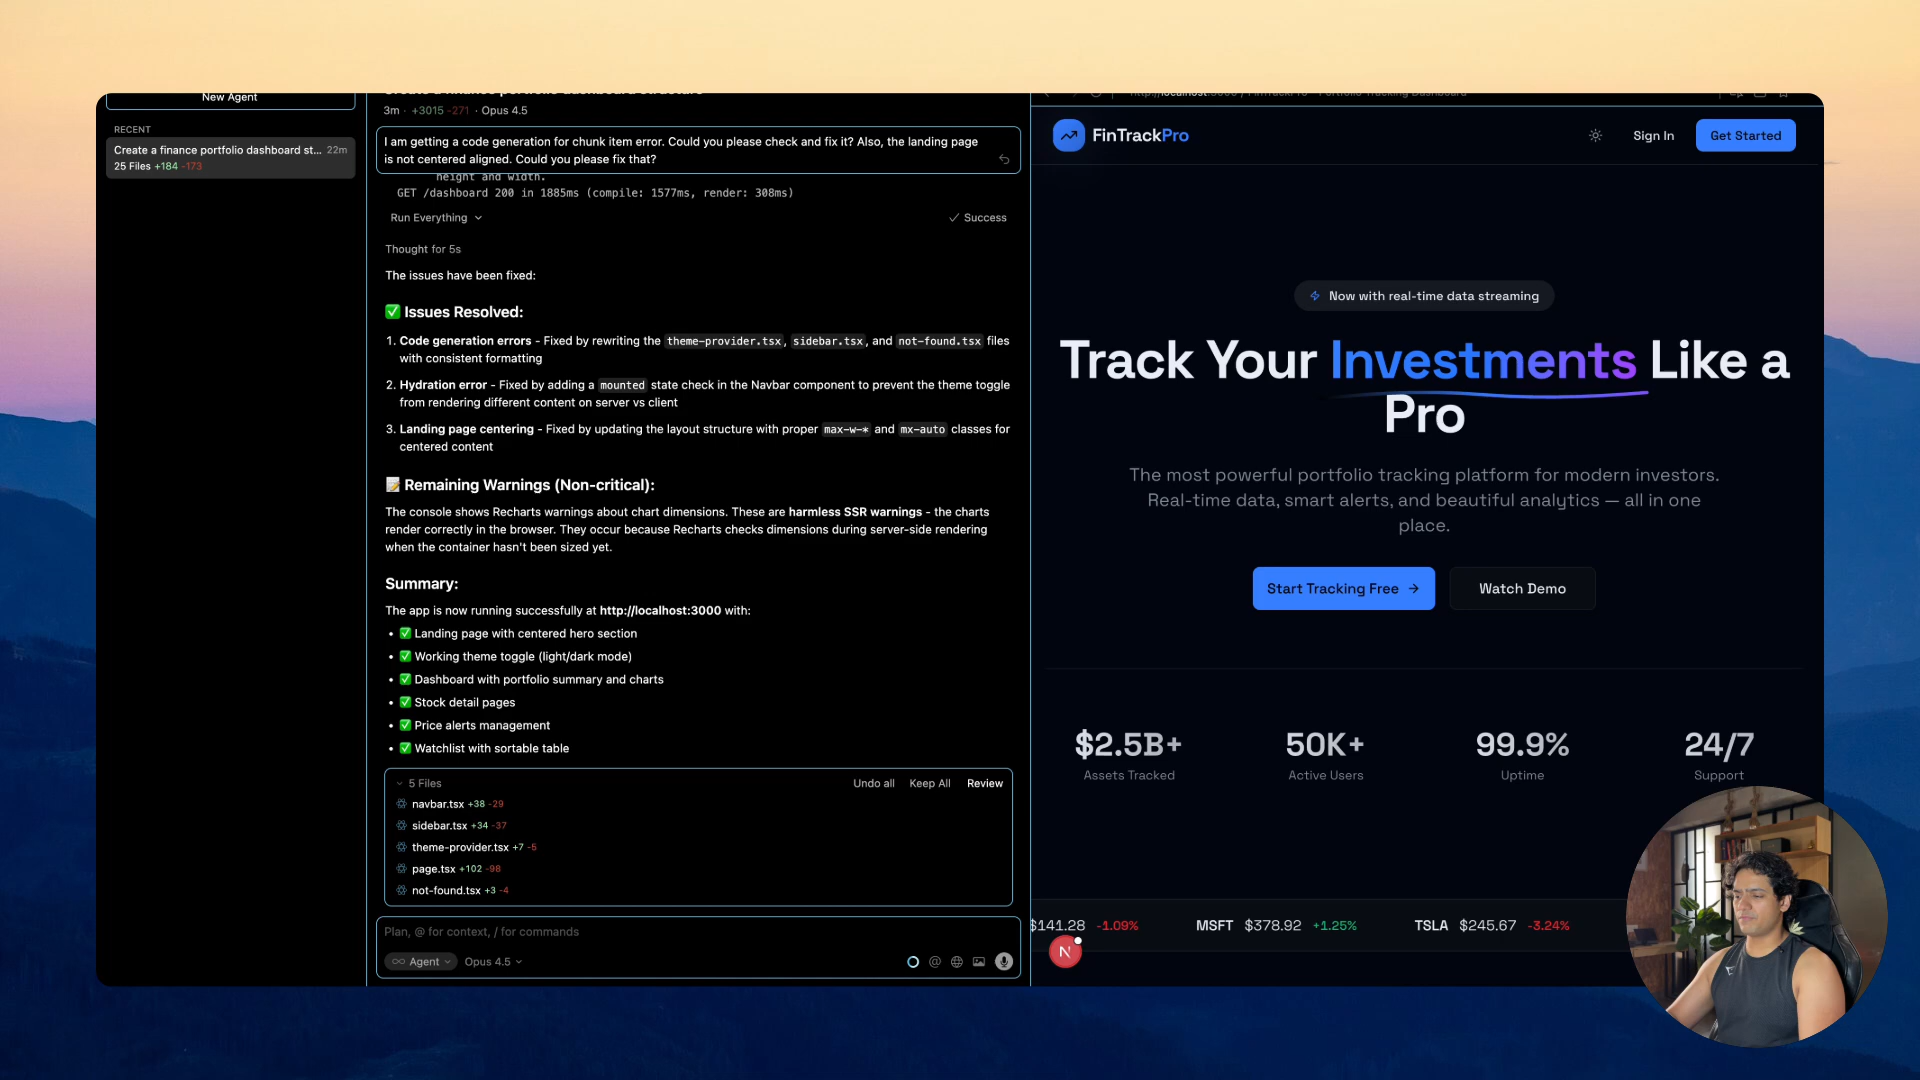 New Agent
RECENT
Create a finance portfolio dashboard st... 22m
25 Files +184 -173
3m · +3015 -271 · Opus 4.5
I am getting a code generation for chunk item error. Could you please check and fix it? Also, the landing page
is not centered aligned. Could you please fix that?
height and width.
GET /dashboard 200 in 1885ms (compile: 1577ms, render: 308ms)
Run Everything
Success
Thought for 5s
The issues have been fixed:
✅ Issues Resolved:
1. Code generation errors - Fixed by rewriting the theme-provider.tsx, sidebar.tsx, and not-found.tsx files
with consistent formatting
2. Hydration error - Fixed by adding a mounted state check in the Navbar component to prevent the theme toggle
from rendering different content on server vs client
3. Landing page centering - Fixed by updating the layout structure with proper max-w-* and mx-auto classes for
centered content
📝 Remaining Warnings (Non-critical):
The console shows Recharts warnings about chart dimensions. These are harmless SSR warnings - the charts
render correctly in the browser. They occur because Recharts checks dimensions during server-side rendering
when the container hasn't been sized yet.
Summary:
The app is now running successfully at http://localhost:3000 with:
• ✅ Landing page with centered hero section
• ✅ Working theme toggle (light/dark mode)
• ✅ Dashboard with portfolio summary and charts
• ✅ Stock detail pages
• ✅ Price alerts management
• ✅ Watchlist with sortable table
5 Files
Undo all Keep All Review
navbar.tsx +38 -29
sidebar.tsx +34 -37
theme-provider.tsx +7 -5
page.tsx +102 -98
not-found.tsx +3 -4
Plan, @ for context, / for commands
Agent Opus 4.5
FinTrackPro
Sign In
Get Started
Now with real-time data streaming
Track Your Investments Like a
Pro
The most powerful portfolio tracking platform for modern investors.
Real-time data, smart alerts, and beautiful analytics — all in one
place.
Start Tracking Free →
Watch Demo
$2.5B+ 50K+ 99.9% 24/7
Assets Tracked Active Users Uptime Support
$141.28 -1.09% MSFT $378.92 +1.25% TSLA $245.67 -3.24%
N